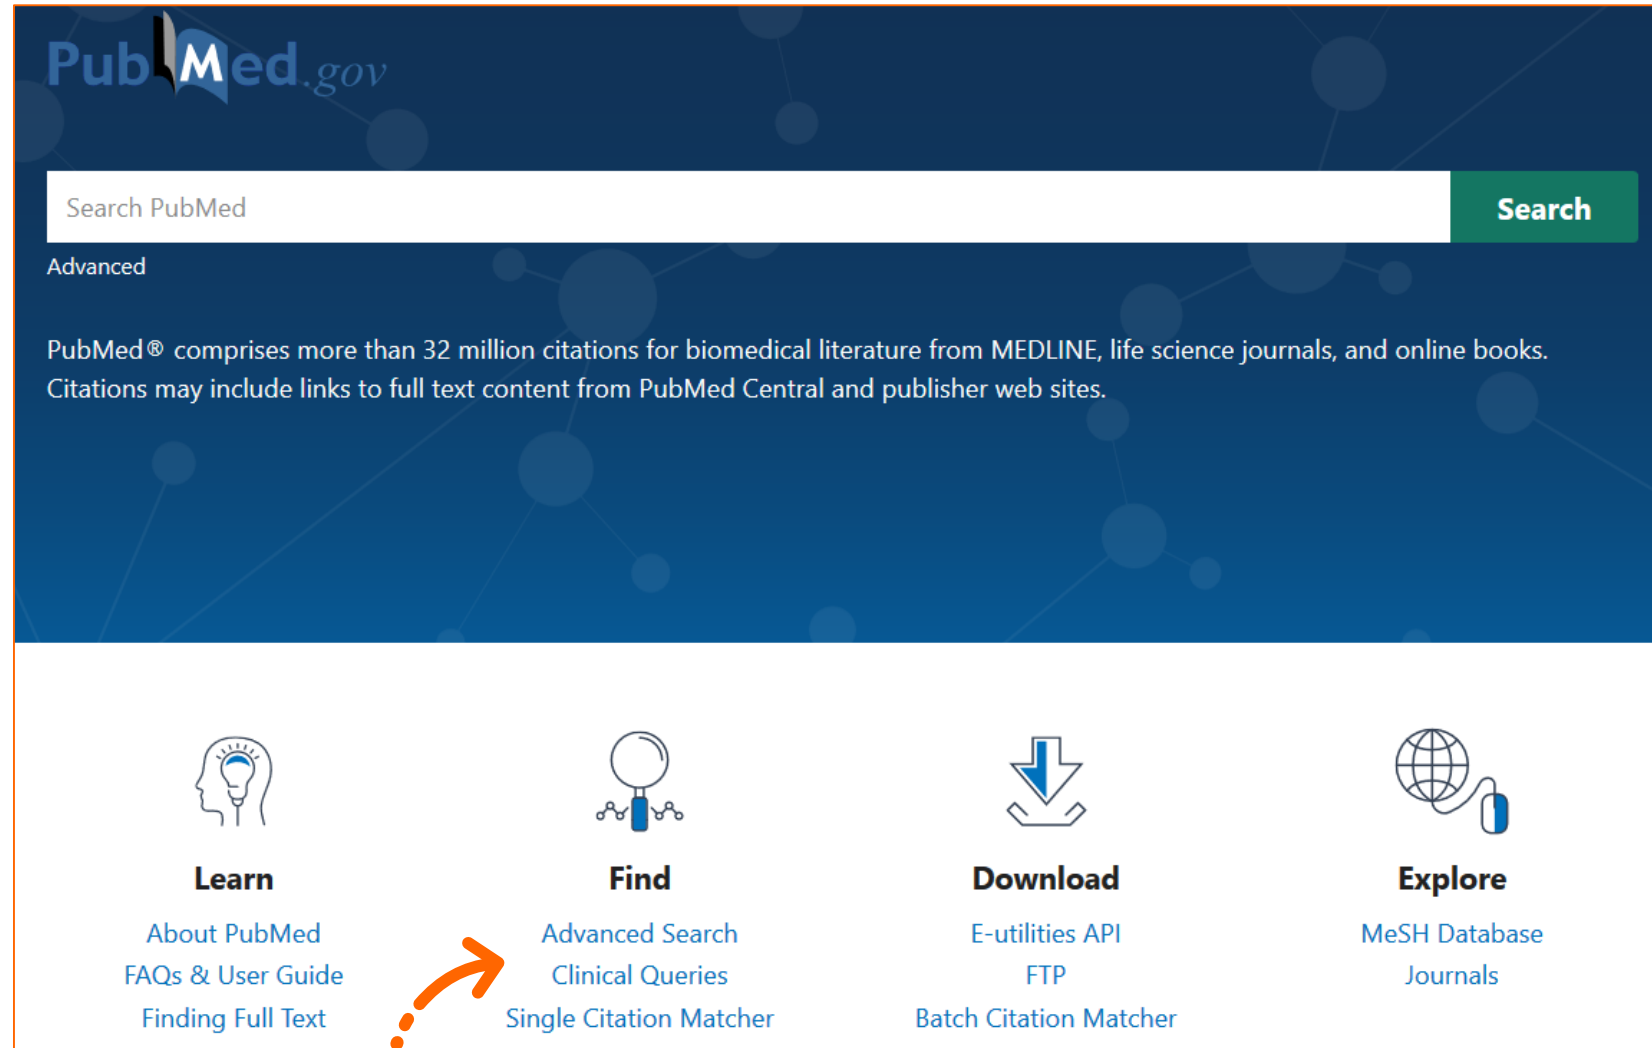 PubMed.gov
Search PubMed
Search
Advanced
PubMed® comprises more than 32 million citations for biomedical literature from MEDLINE, life science journals, and online books.
Citations may include links to full text content from PubMed Central and publisher web sites.
Learn
About PubMed
FAQs & User Guide
Finding Full Text
Find
Advanced Search
Clinical Queries
Single Citation Matcher
Download
E-utilities API
FTP
Batch Citation Matcher
Explore
MeSH Database
Journals